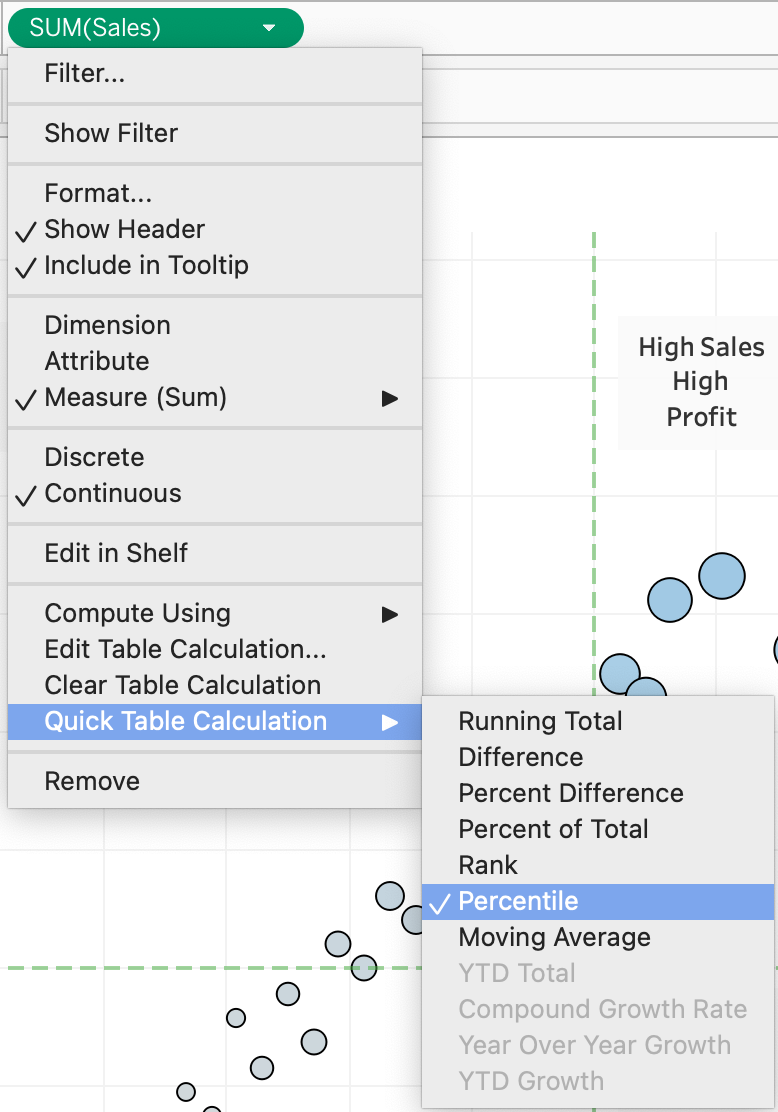 SUM(Sales)
Filter...
Show Filter
Format...
Show Header
Include in Tooltip
Dimension
Attribute
Measure (Sum)
Discrete
Continuous
Edit in Shelf
Compute Using
Edit Table Calculation...
Clear Table Calculation
Quick Table Calculation
Remove
High Sales
High
Profit
Running Total
Difference
Percent Difference
Percent of Total
Rank
Percentile
Moving Average
YTD Total
Compound Growth Rate
Year Over Year Growth
YTD Growth